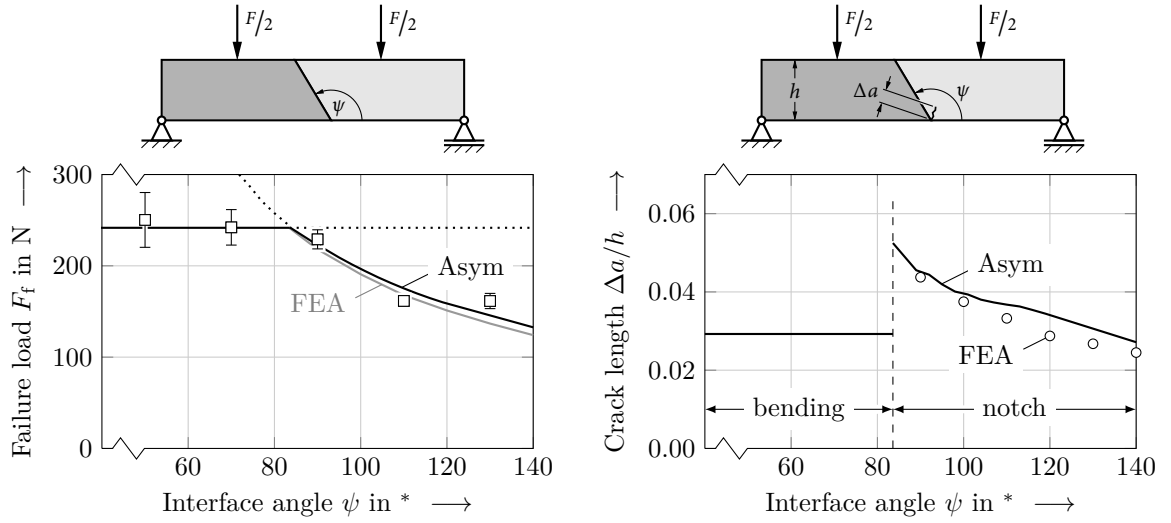 F/2 F/2
ψ
300
200
100
0
60 80 100 120 140
Failure load F_f in N ⟶
Interface angle ψ in * ⟶
Asym
FEA
F/2 F/2
h Δa ψ
0.06
0.04
0.02
0.00
60 80 100 120 140
Crack length Δa/h ⟶
Interface angle ψ in * ⟶
Asym
FEA
bending notch